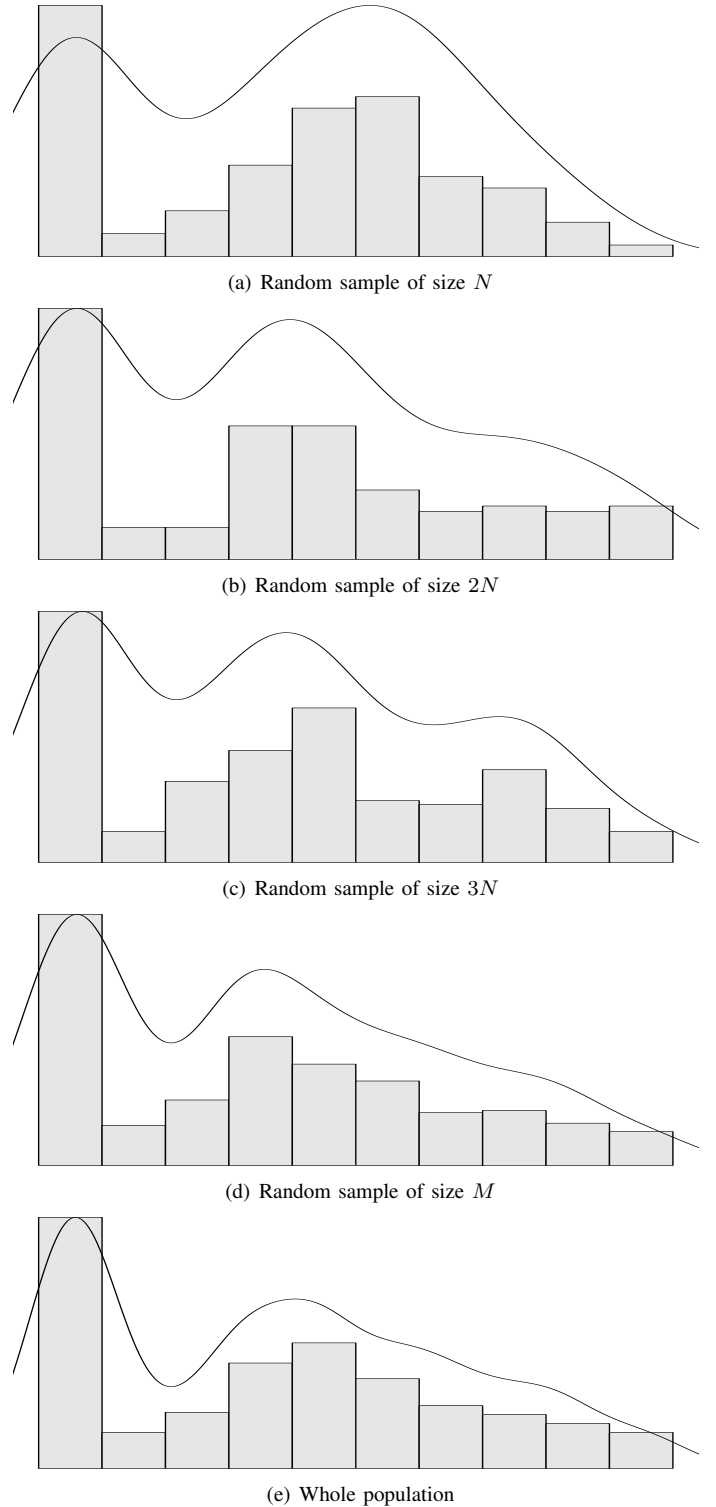 (a) Random sample of size N
(b) Random sample of size 2N
(c) Random sample of size 3N
(d) Random sample of size M
(e) Whole population